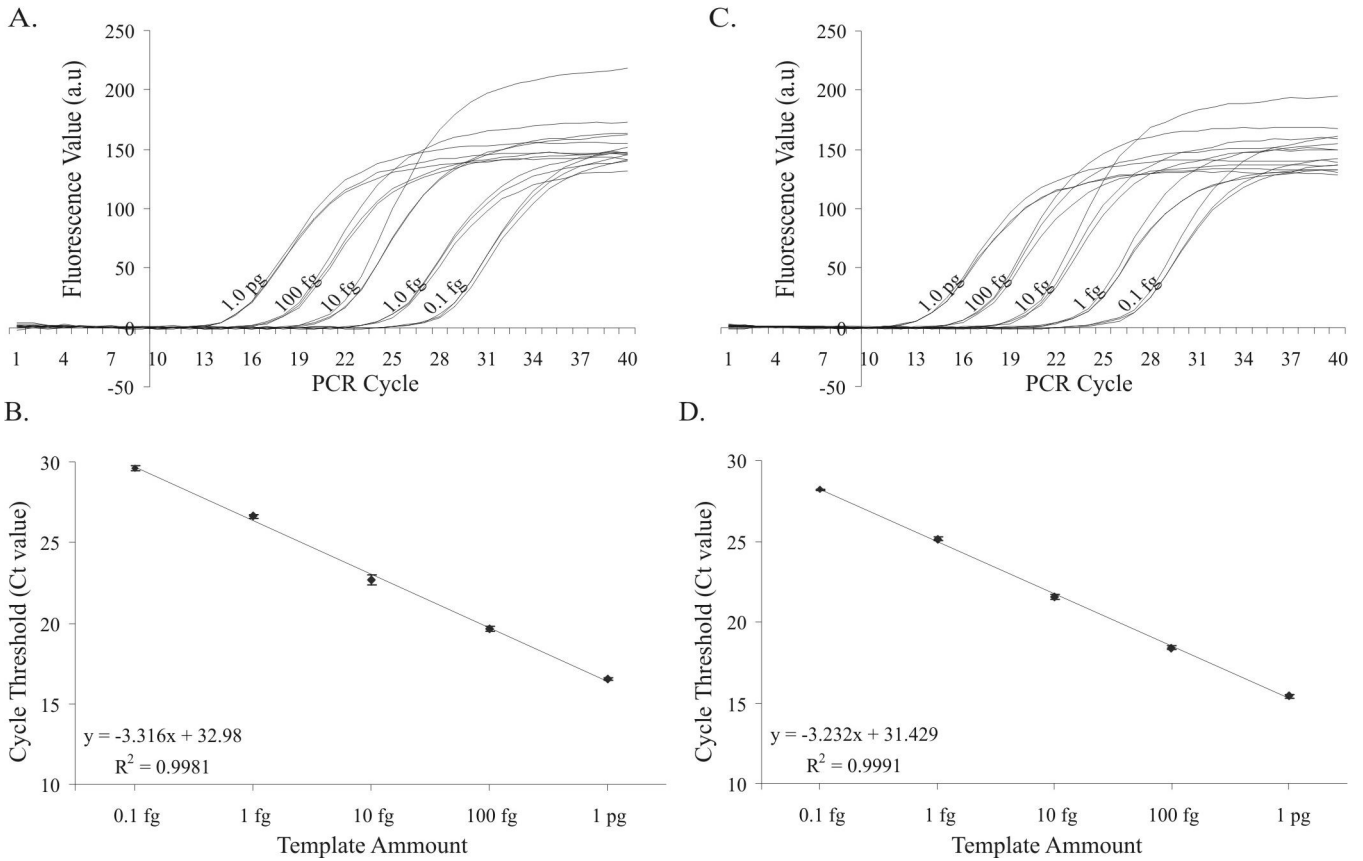 A.
250
200
150
100
50
0
-50
Fluorescence Value (a.u)
1.0 pg
100 fg
10 fg
1.0 fg
0.1 fg
1 4 7 10 13 16 19 22 25 28 31 34 37 40
PCR Cycle
C.
250
200
150
100
50
0
-50
Fluorescence Value (a.u)
1.0 pg
100 fg
10 fg
1 fg
0.1 fg
1 4 7 10 13 16 19 22 25 28 31 34 37 40
PCR Cycle
B.
30
25
20
15
10
Cycle Threshold (Ct value)
y = -3.316x + 32.98
R² = 0.9981
0.1 fg 1 fg 10 fg 100 fg 1 pg
Template Ammount
D.
30
25
20
15
10
Cycle Threshold (Ct value)
y = -3.232x + 31.429
R² = 0.9991
0.1 fg 1 fg 10 fg 100 fg 1 pg
Template Ammount